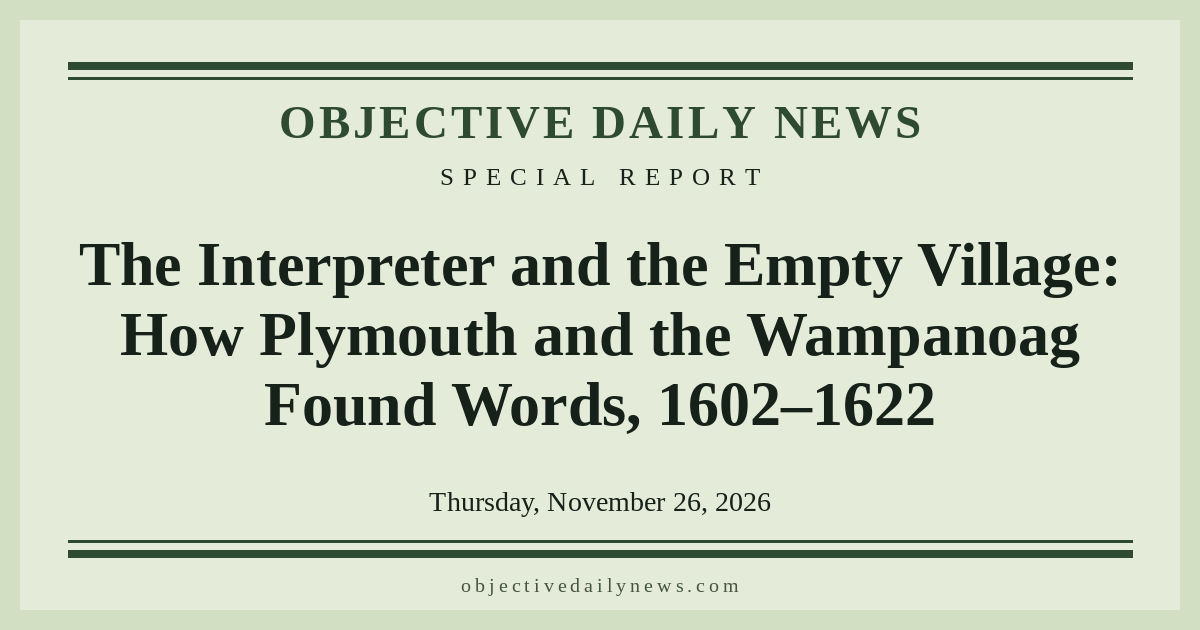 OBJECTIVE DAILY NEWS
SPECIAL REPORT
The Interpreter and the Empty Village:
How Plymouth and the Wampanoag
Found Words, 1602–1622
Thursday, November 26, 2026
objectivedailynews.com